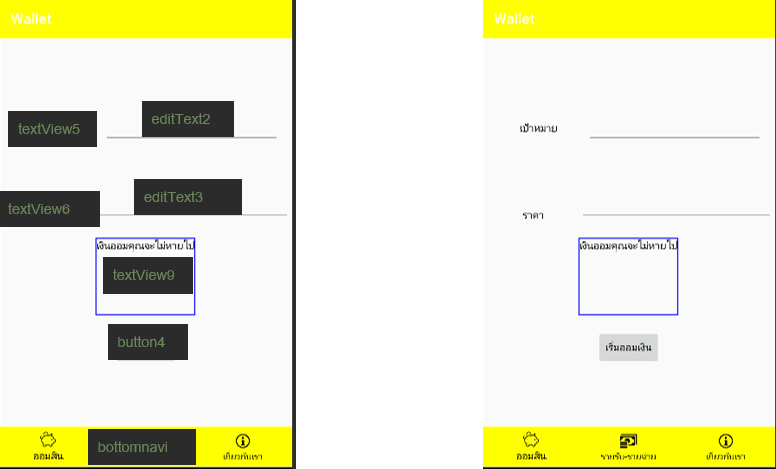 Wallet
textView5
editText2
textView6
editText3
เงินออมคุณจะไม่หายไป
textView9
button4
ออมสิน
bottomnavi
เกี่ยวกับเรา
Wallet
เป้าหมาย
ราคา
เงินออมคุณจะไม่หายไป
เริ่มออมเงิน
ออมสิน
รายรับ-รายจ่าย
เกี่ยวกับเรา